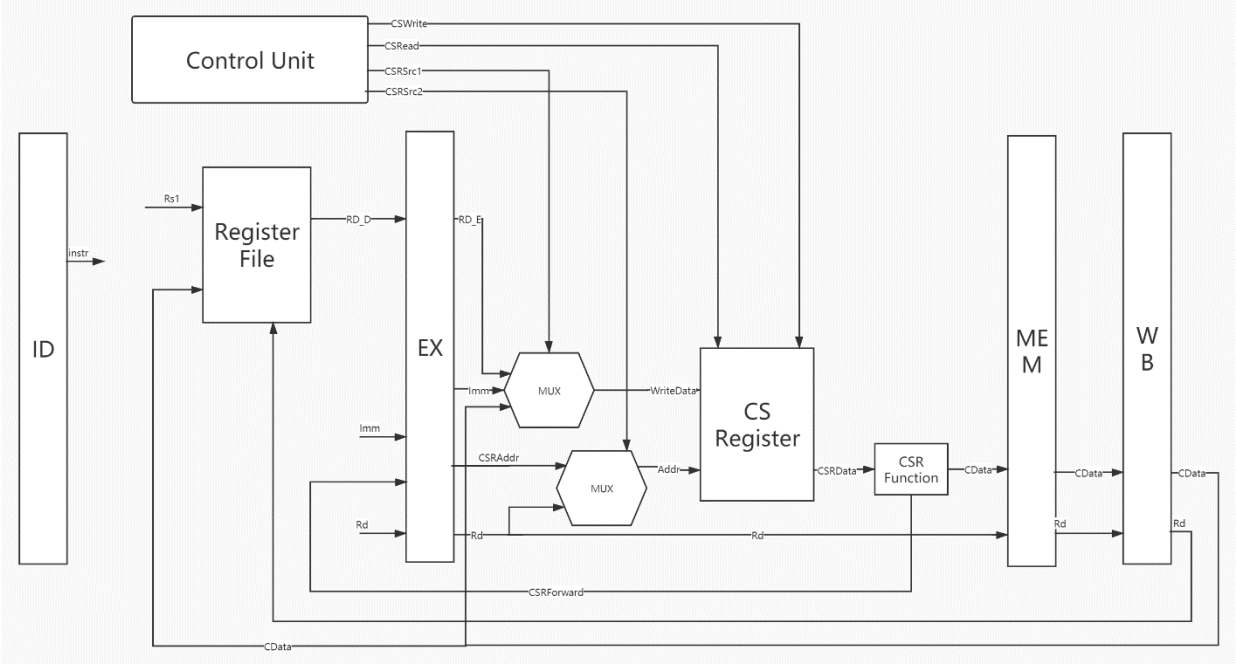 CSWrite
Control Unit
CSRead
CSRSrc1
CSRSrc2
Rs1
Register
File
RD_D
RD_E
instr
ID
EX
ME
M
W
B
MUX
Imm
WriteData
CS
Register
Imm
CSRAddr
MUX
Addr
CSRData
CSR
Function
CData
CData
CData
Rd
Rd
Rd
Rd
Rd
CSRForward
CData